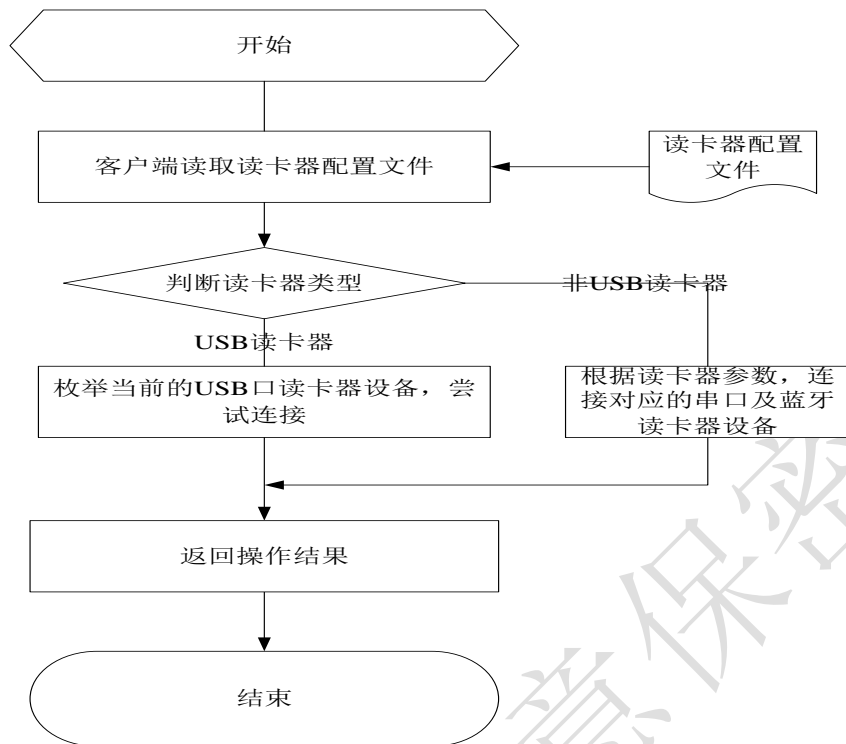 开始
客户端读取读卡器配置文件
读卡器配置
文件
判断读卡器类型
非USB读卡器
USB读卡器
枚举当前的USB口读卡器设备，尝
试连接
根据读卡器参数，连
接对应的串口及蓝牙
读卡器设备
返回操作结果
结束
意保密